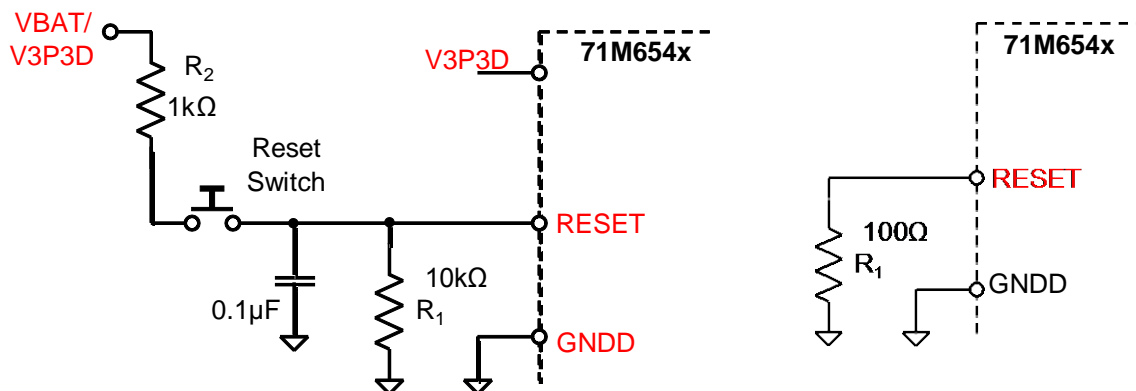 VBAT/
V3P3D
R2
1kΩ
Reset
Switch
0.1µF
10kΩ
R1
V3P3D
71M654x
RESET
GNDD
71M654x
RESET
100Ω
R1
GNDD